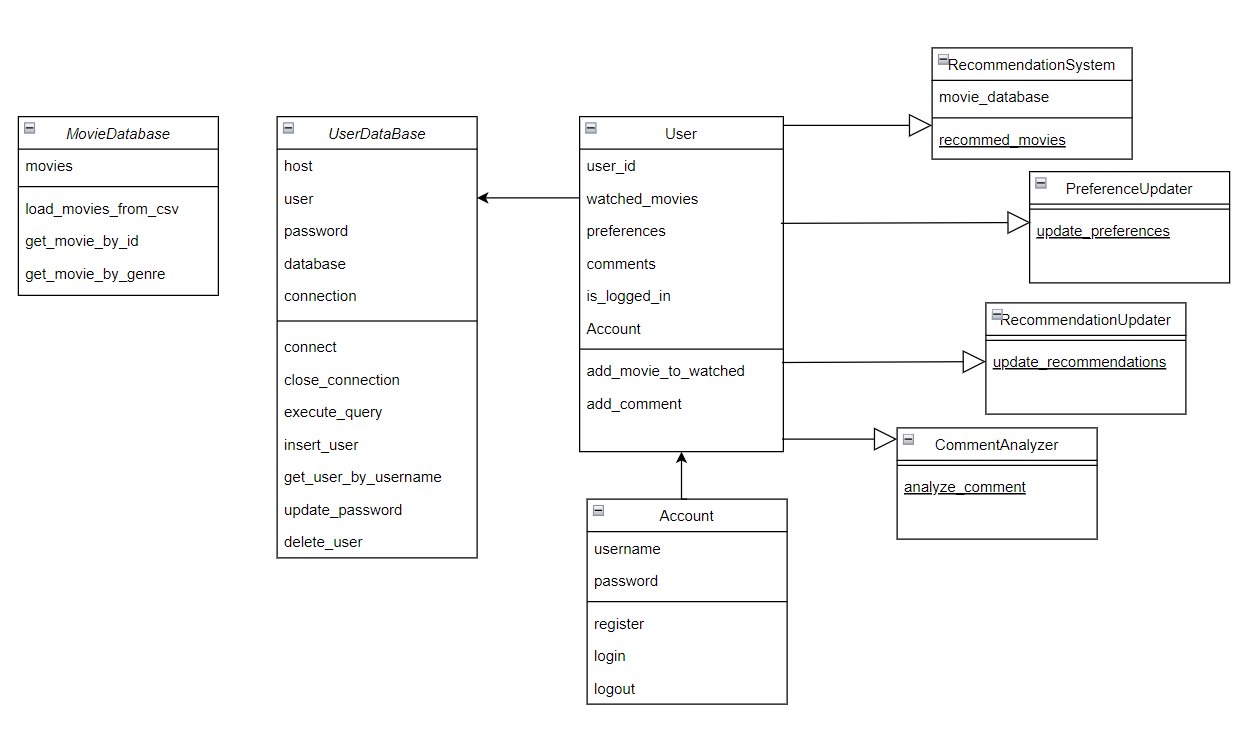 MovieDatabase
movies
load_movies_from_csv
get_movie_by_id
get_movie_by_genre
UserDataBase
host
user
password
database
connection
connect
close_connection
execute_query
insert_user
get_user_by_username
update_password
delete_user
User
user_id
watched_movies
preferences
comments
is_logged_in
Account
add_movie_to_watched
add_comment
Account
username
password
register
login
logout
RecommendationSystem
movie_database
recommed_movies
PreferenceUpdater
update_preferences
RecommendationUpdater
update_recommendations
CommentAnalyzer
analyze_comment